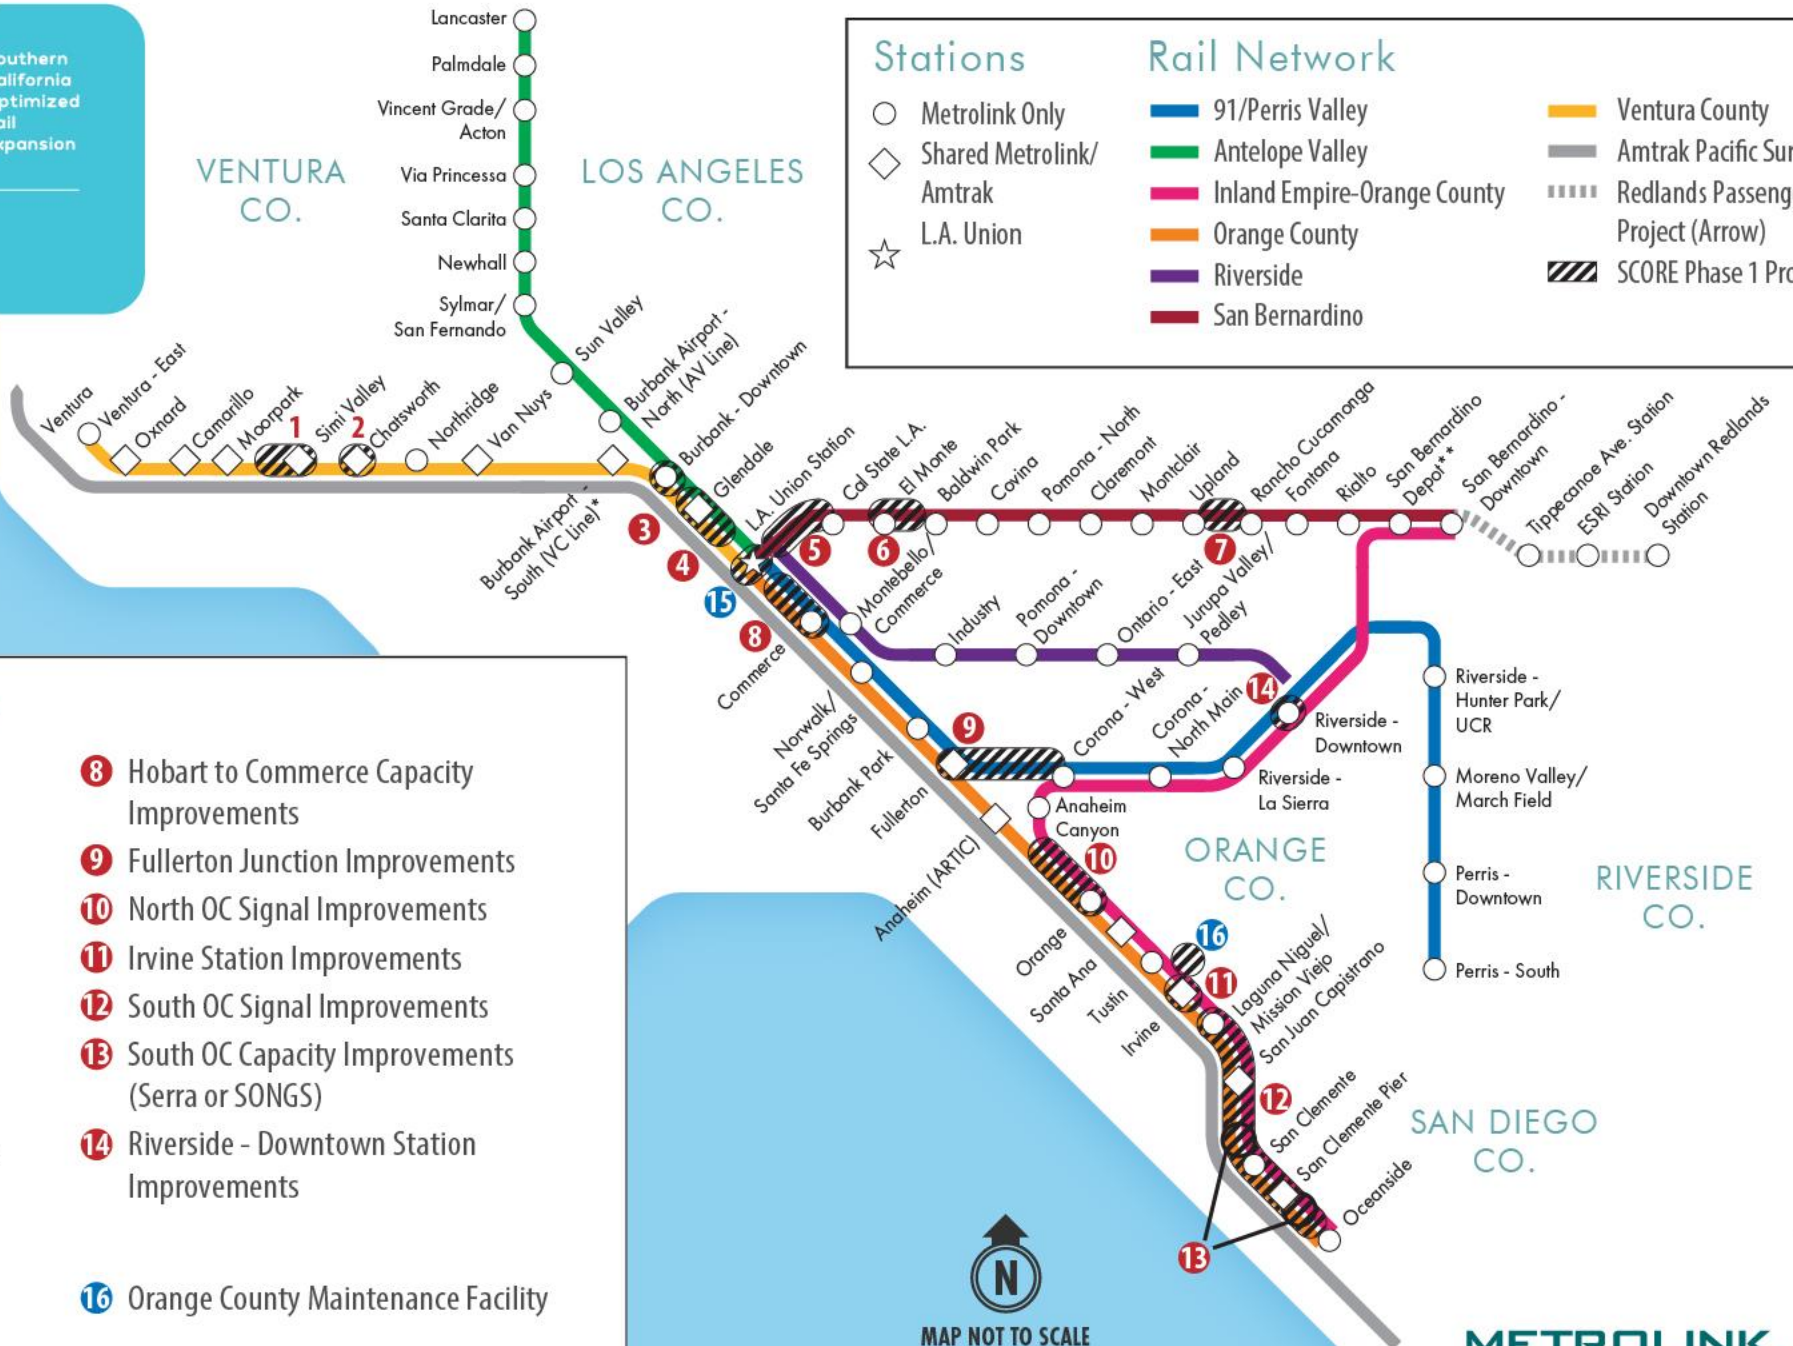 outhern
alifornia
ptimized
ail
xpansion
VENTURA
CO.
LOS ANGELES
CO.
Stations
Metrolink Only
Shared Metrolink/
Amtrak
L.A. Union
Rail Network
91/Perris Valley
Antelope Valley
Inland Empire-Orange County
Orange County
Riverside
San Bernardino
Ventura County
Amtrak Pacific Sur
Redlands Passeng
Project (Arrow)
SCORE Phase 1 Pro
Lancaster
Palmdale
Vincent Grade/
Acton
Via Princessa
Santa Clarita
Newhall
Sylmar/
San Fernando
Sun Valley
Burbank Airport -
North (AV Line)
Burbank - Downtown
Glendale
L.A. Union Station
Ventura
Ventura - East
Oxnard
Camarillo
Moorpark
1
Simi Valley
2
Chatsworth
Northridge
Van Nuys
Burbank Airport -
South (VC Line)*
3
4
15
8
5
Cal State L.A.
6
El Monte
Baldwin Park
Covina
Pomona - North
Claremont
Montclair
Upland
7
Rancho Cucamonga
Fontana
Rialto
San Bernardino
Depot**
San Bernardino -
Downtown
Tippecanoe Ave. Station
ESRI Station
Downtown Redlands
Station
Montebello/
Commerce
Industry
Pomona -
Downtown
Ontario - East
Jurupa Valley/
Pedley
14
Riverside -
Downtown
Commerce
Norwalk/
Santa Fe Springs
Burbank Park
Fullerton
9
Corona - West
Corona -
North Main
Riverside -
La Sierra
Riverside -
Hunter Park/
UCR
Moreno Valley/
March Field
Perris -
Downtown
Perris - South
Anaheim
Canyon
10
Anaheim (ARTIC)
Orange
Santa Ana
Tustin
Irvine
16
11
Laguna Niguel/
Mission Viejo
San Juan Capistrano
12
San Clemente
San Clemente Pier
Oceanside
13
ORANGE
CO.
RIVERSIDE
CO.
SAN DIEGO
CO.
8 Hobart to Commerce Capacity
Improvements
9 Fullerton Junction Improvements
10 North OC Signal Improvements
11 Irvine Station Improvements
12 South OC Signal Improvements
13 South OC Capacity Improvements
(Serra or SONGS)
14 Riverside - Downtown Station
Improvements
16 Orange County Maintenance Facility
N
MAP NOT TO SCALE
METROLINK